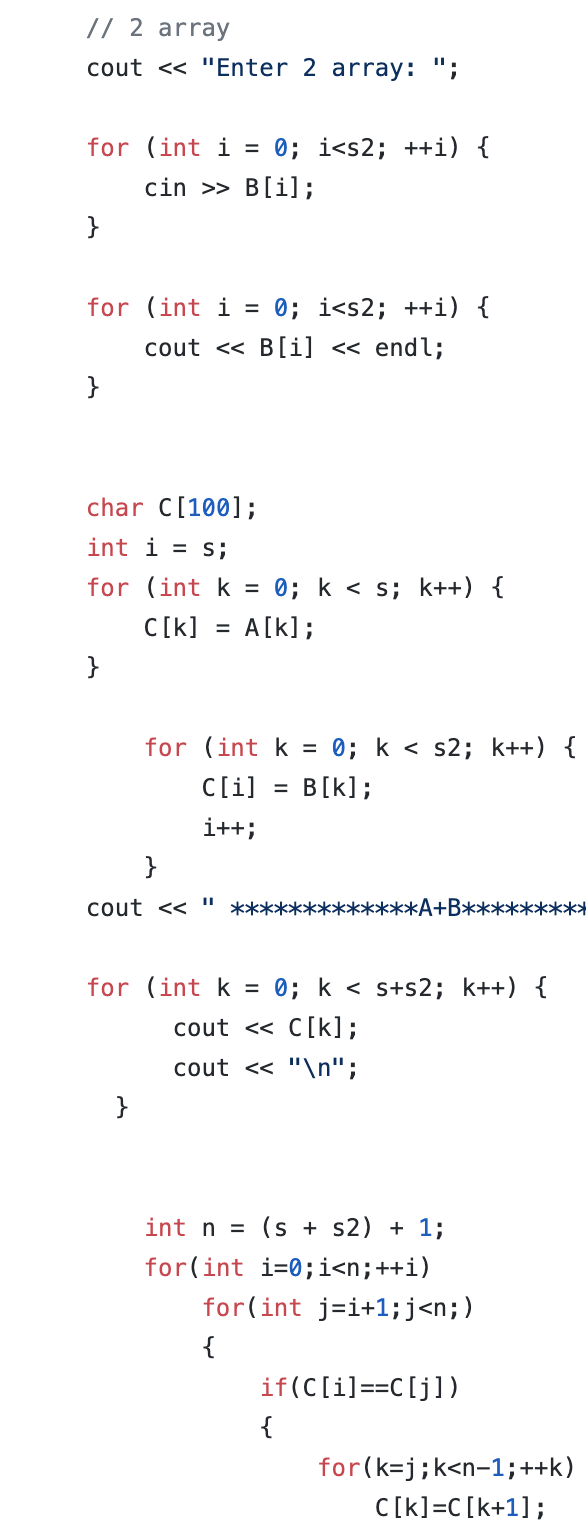 // 2 array
cout << "Enter 2 array: ";
for (int i = 0; i<s2; ++i) {
cin >> B[i];
}
for (int i = 0; i<s2; ++i) {
cout << B[i] << endl;
}
char C[100];
int i = s;
for (int k = 0; k < s; k++) {
C[k] = A[k];
}
for (int k = 0; k < s2; k++) {
C[i] = B[k];
i++;
}
cout << " *************A+B*********
for (int k = 0; k < s+s2; k++) {
cout << C[k];
cout << "\n";
}
int n = (s + s2) + 1;
for(int i=0;i<n;++i)
for(int j=i+1;j<n;)
{
if(C[i]==C[j])
{
for(k=j;k<n-1;++k)
C[k]=C[k+1];